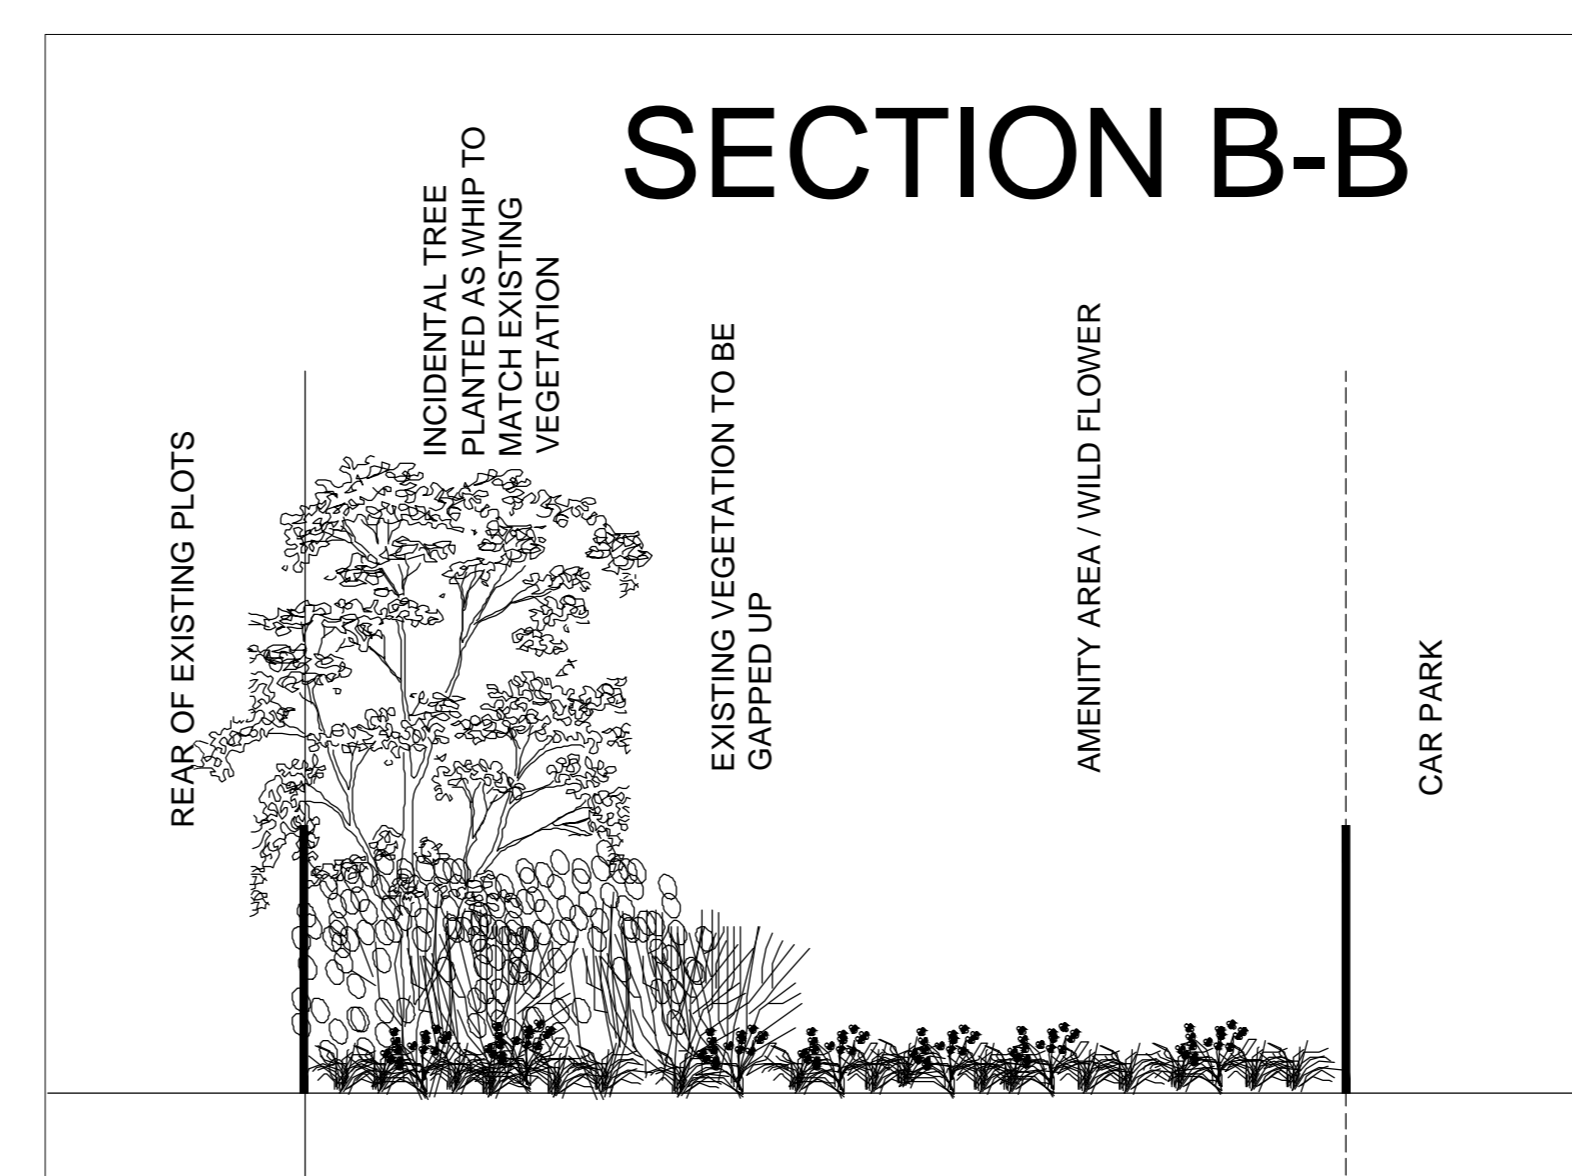 SECTION B-B
REAR OF EXISTING PLOTS
INCIDENTAL TREE
PLANTED AS WHIP TO
MATCH EXISTING
VEGETATION
EXISTING VEGETATION TO BE
GAPPED UP
AMENITY AREA / WILD FLOWER
CAR PARK